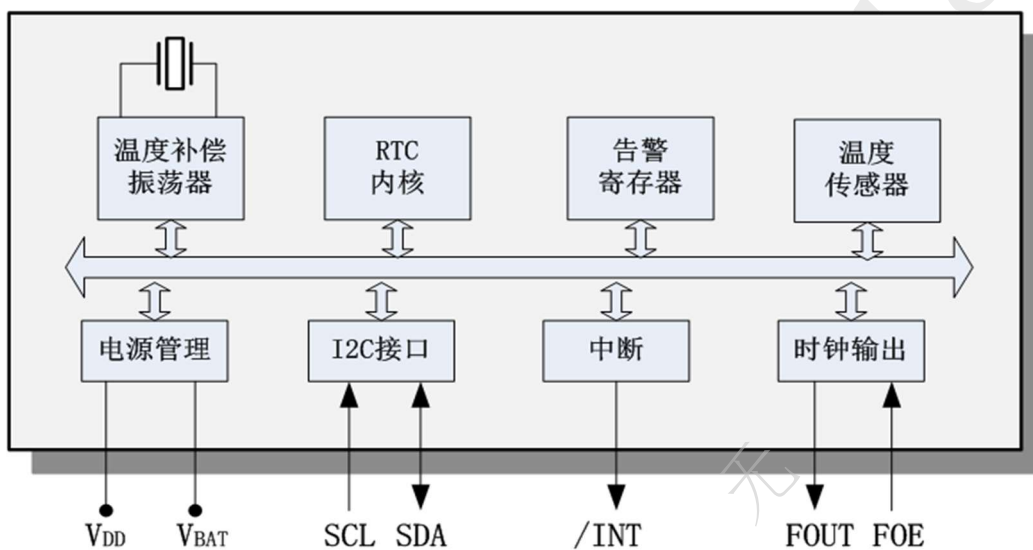 温度补偿
振荡器
RTC
内核
告警
寄存器
温度
传感器
电源管理
I2C接口
中断
时钟输出
VDD
VBAT
SCL
SDA
/INT
FOUT
FOE
无